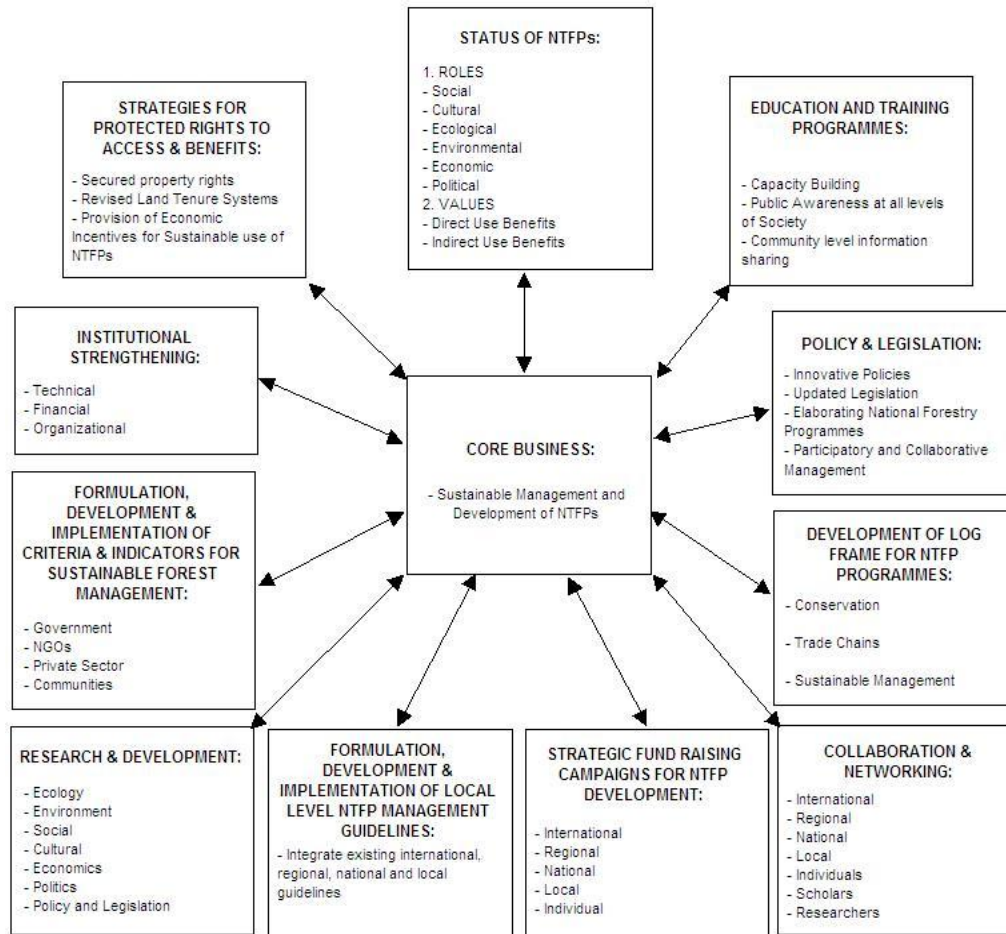 STATUS OF NTFPs:
1. ROLES
- Social
- Cultural
- Ecological
- Environmental
- Economic
- Political
2. VALUES
- Direct Use Benefits
- Indirect Use Benefits
STRATEGIES FOR
PROTECTED RIGHTS TO
ACCESS & BENEFITS:
- Secured property rights
- Revised Land Tenure Systems
- Provision of Economic
Incentives for Sustainable use of
NTFPs
EDUCATION AND TRAINING
PROGRAMMES:
- Capacity Building
- Public Awareness at all levels
of Society
- Community level information
sharing
INSTITUTIONAL
STRENGTHENING:
- Technical
- Financial
- Organizational
POLICY & LEGISLATION:
- Innovative Policies
- Updated Legislation
- Elaborating National Forestry
Programmes
- Participatory and Collaborative
Management
CORE BUSINESS:
- Sustainable Management and
Development of NTFPs
FORMULATION,
DEVELOPMENT &
IMPLEMENTATION OF
CRITERIA & INDICATORS FOR
SUSTAINABLE FOREST
MANAGEMENT:
- Government
- NGOs
- Private Sector
- Communities
DEVELOPMENT OF LOG
FRAME FOR NTFP
PROGRAMMES:
- Conservation
- Trade Chains
- Sustainable Management
RESEARCH & DEVELOPMENT:
- Ecology
- Environment
- Social
- Cultural
- Economics
- Politics
- Policy and Legislation
FORMULATION,
DEVELOPMENT &
IMPLEMENTATION OF LOCAL
LEVEL NTFP MANAGEMENT
GUIDELINES:
- Integrate existing international,
regional, national and local
guidelines
STRATEGIC FUND RAISING
CAMPAIGNS FOR NTFP
DEVELOPMENT:
- International
- Regional
- National
- Local
- Individual
COLLABORATION &
NETWORKING:
- International
- Regional
- National
- Local
- Individuals
- Scholars
- Researchers